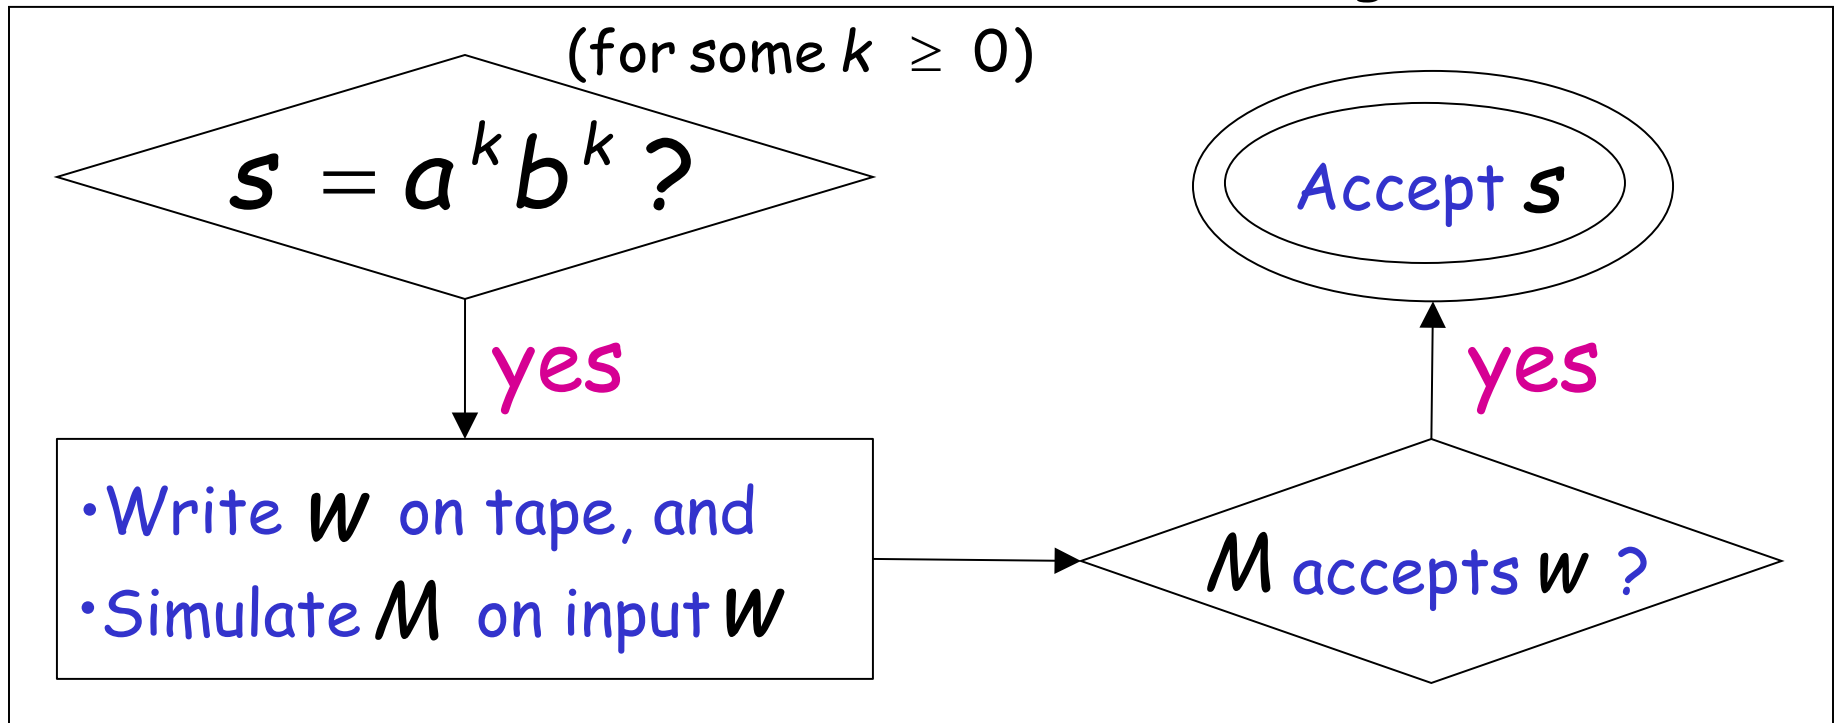 (for some k ≥ 0)
s = a^k b^k ?
yes
•Write w on tape, and
•Simulate M on input w
M accepts w ?
yes
Accept s